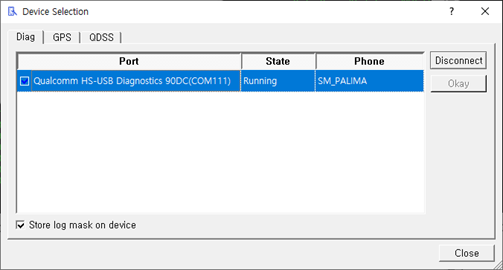 Device Selection
Diag GPS QDSS
Port State Phone
Qualcomm HS-USB Diagnostics 90DC(COM111) Running SM_PALIMA
Disconnect
Okay
Store log mask on device
Close